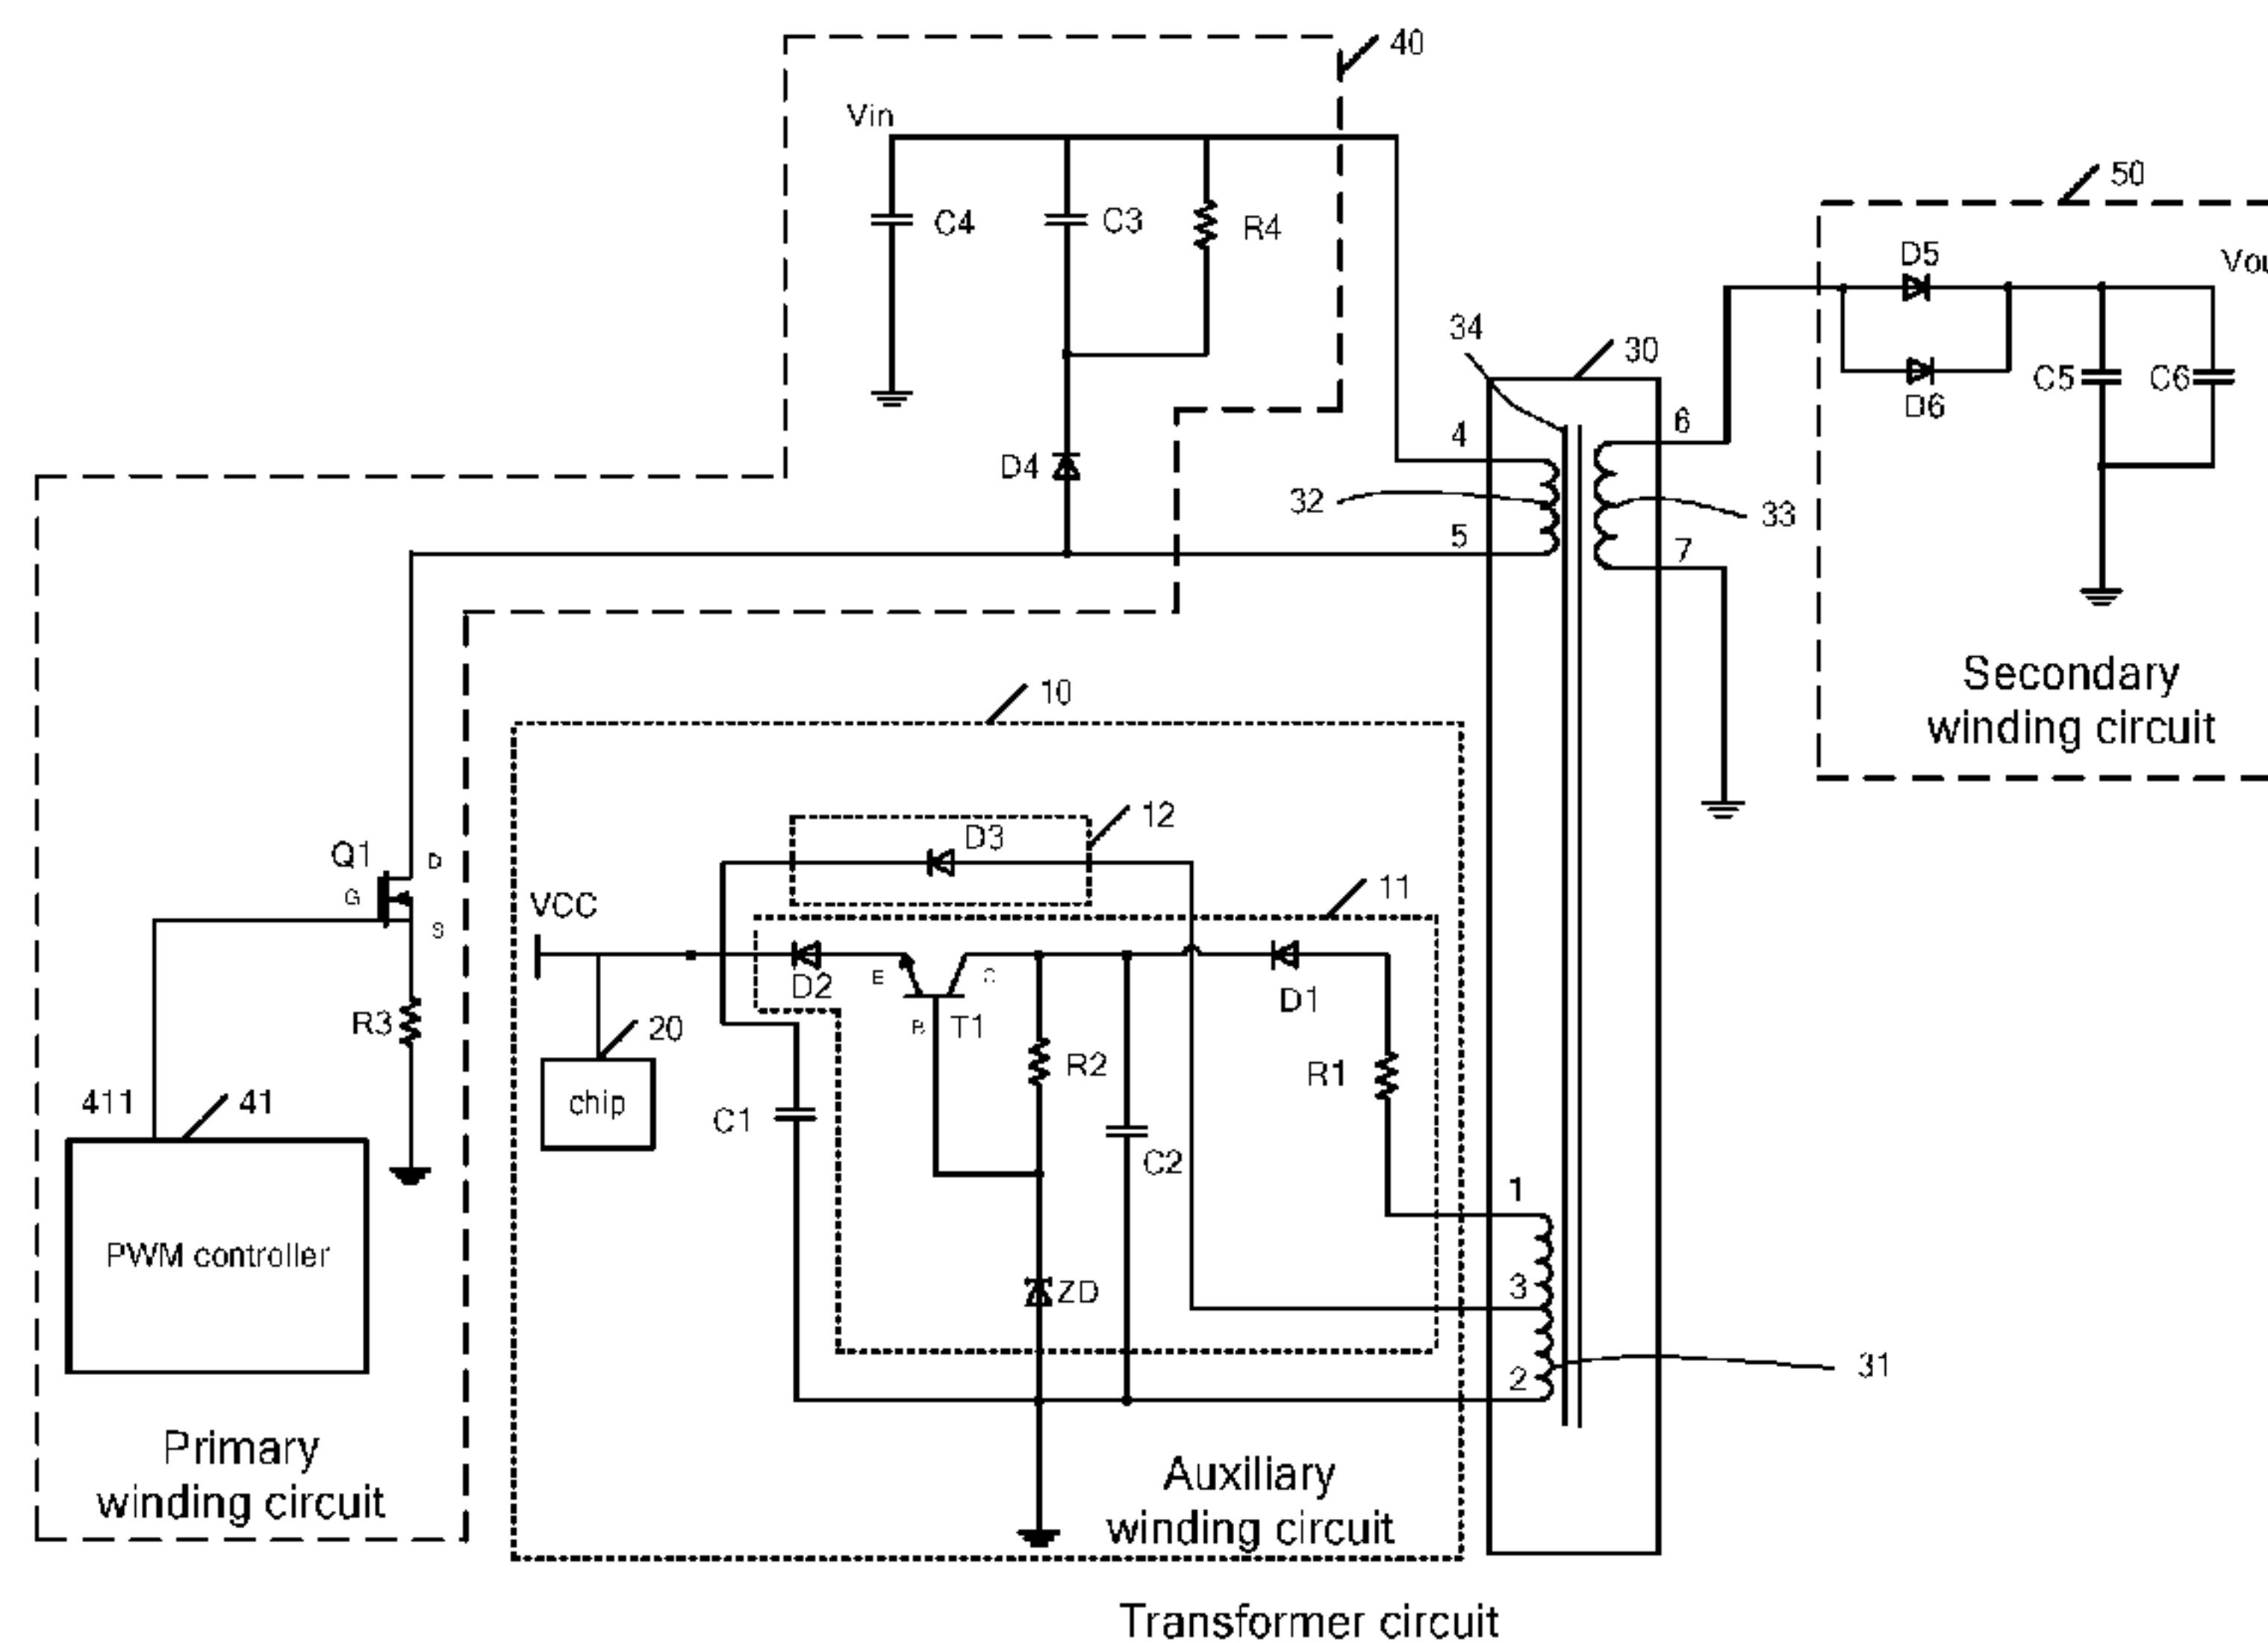 40
Vin
C4
C3
R4
50
D5
Vou
D6
C5
C6
34
30
4
6
D4
32
33
5
7
Secondary
winding circuit
10
12
D3
Q1
D
G
S
VCC
11
D2
E
C
D1
B
T1
R3
20
R2
R1
411
41
chip
C1
C2
1
PWM controller
3
ZD
2
31
Primary
winding circuit
Auxiliary
winding circuit
Transformer circuit